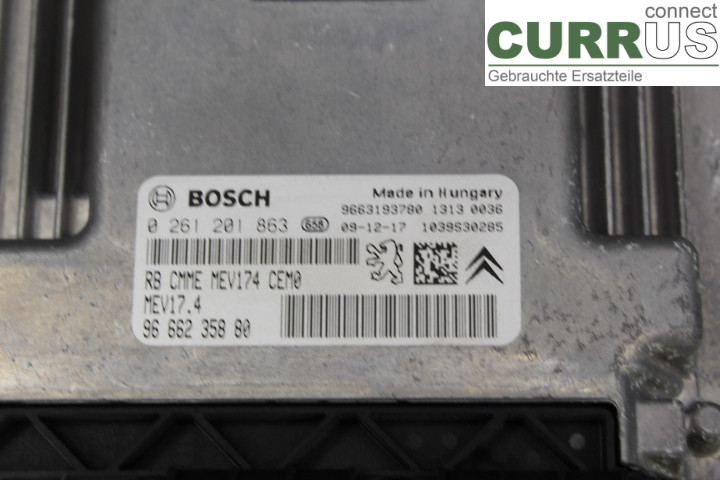 connect
CURRUS
Gebrauchte Ersatzteile
BOSCH
Made in Hungary
9663193780 1313 0036
0 261 201 863 658 09-12-17 1039S30285
RB CMME MEV174 CEM0
MEV17.4
96 662 358 80